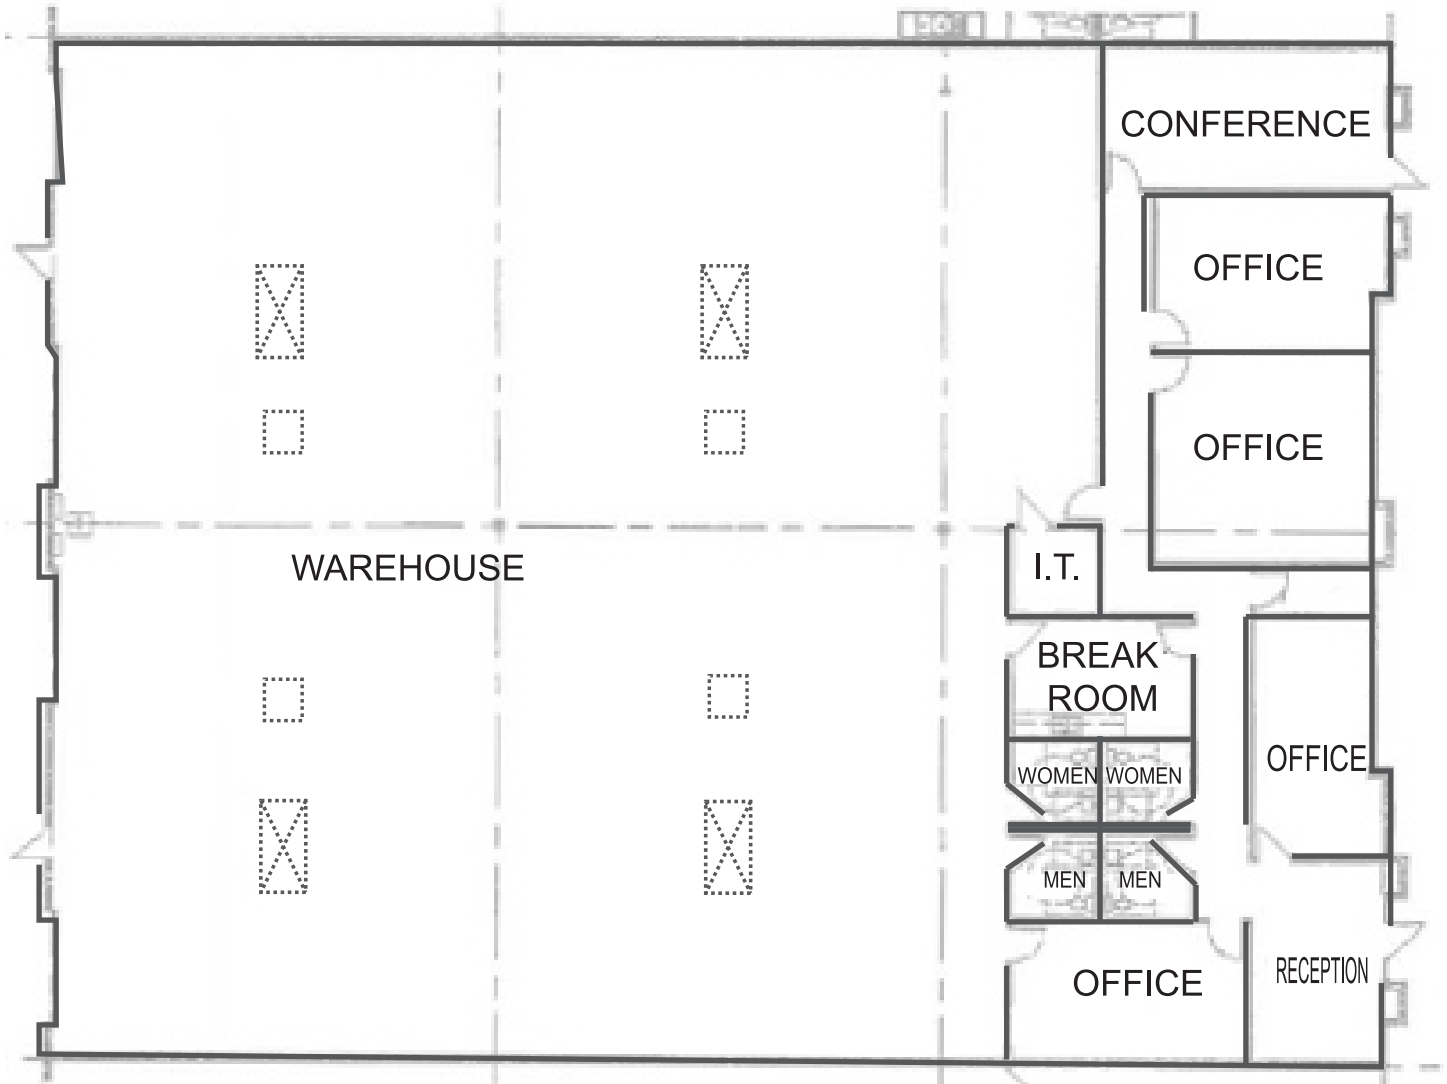 CONFERENCE
OFFICE
OFFICE
WAREHOUSE
I.T.
BREAK
ROOM
OFFICE
WOMEN
WOMEN
MEN
MEN
OFFICE
RECEPTION